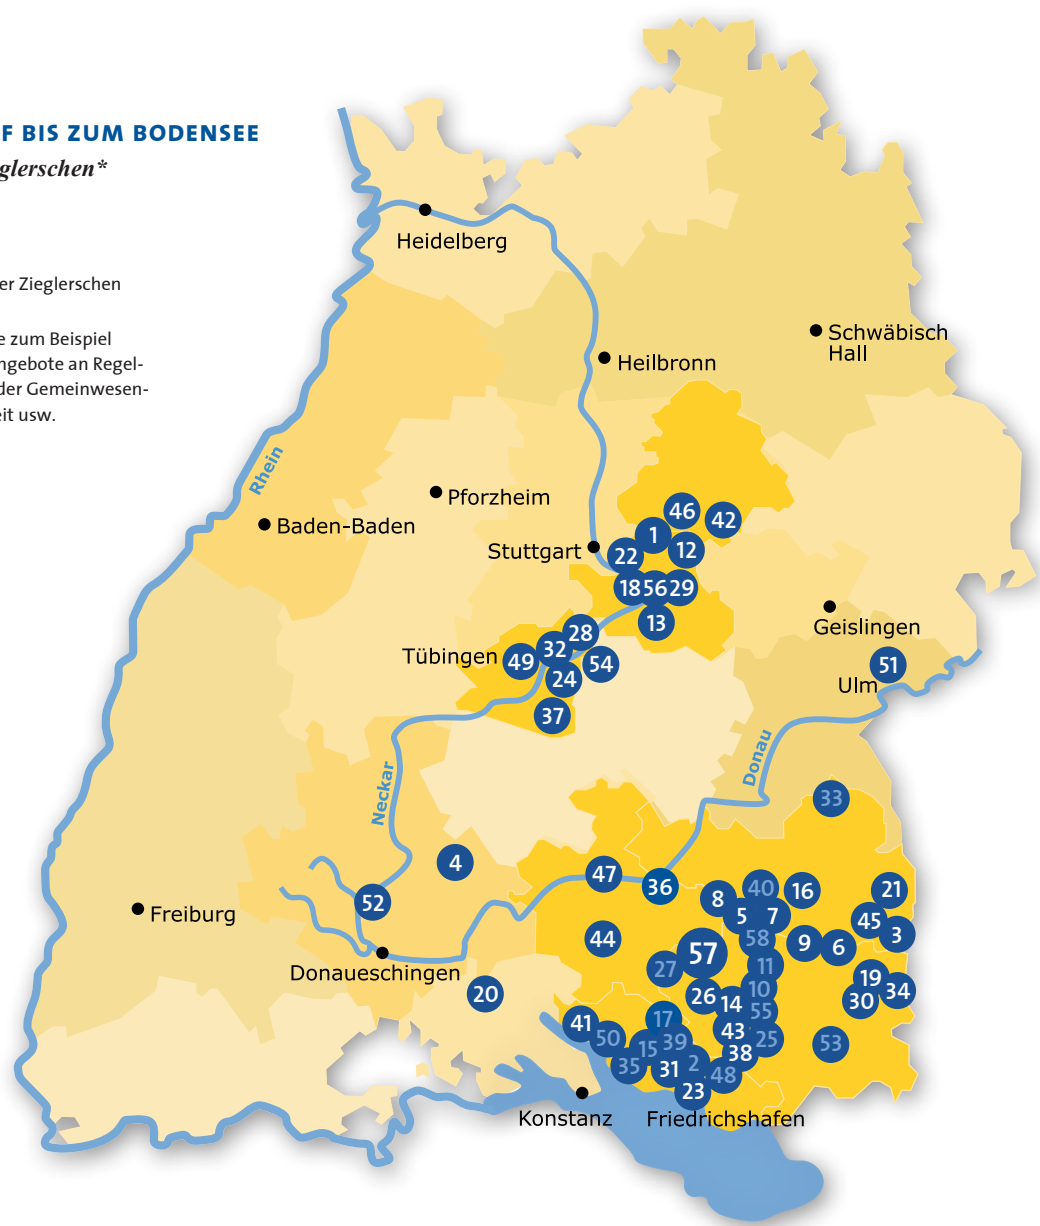 F BIS ZUM BODENSEE
glerschen*
er Zieglerschen
e zum Beispiel
ngebote an Regel-
der Gemeinwesen-
eit usw.
Heidelberg
Schwäbisch
Hall
Heilbronn
Rhein
Pforzheim
Baden-Baden
46
42
1
Stuttgart
22
12
18 56 29
Geislingen
13
28
32
Tübingen
49
54
51
24
Ulm
37
Donau
Neckar
33
4
47
36
40
16
21
8
52
Freiburg
5
7
45
3
44
58
9
6
57
Donaueschingen
27
11
19
20
26
10
34
14
30
55
41
17
43
50
39
25
53
15
38
35
31
2
48
23
Konstanz
Friedrichshafen